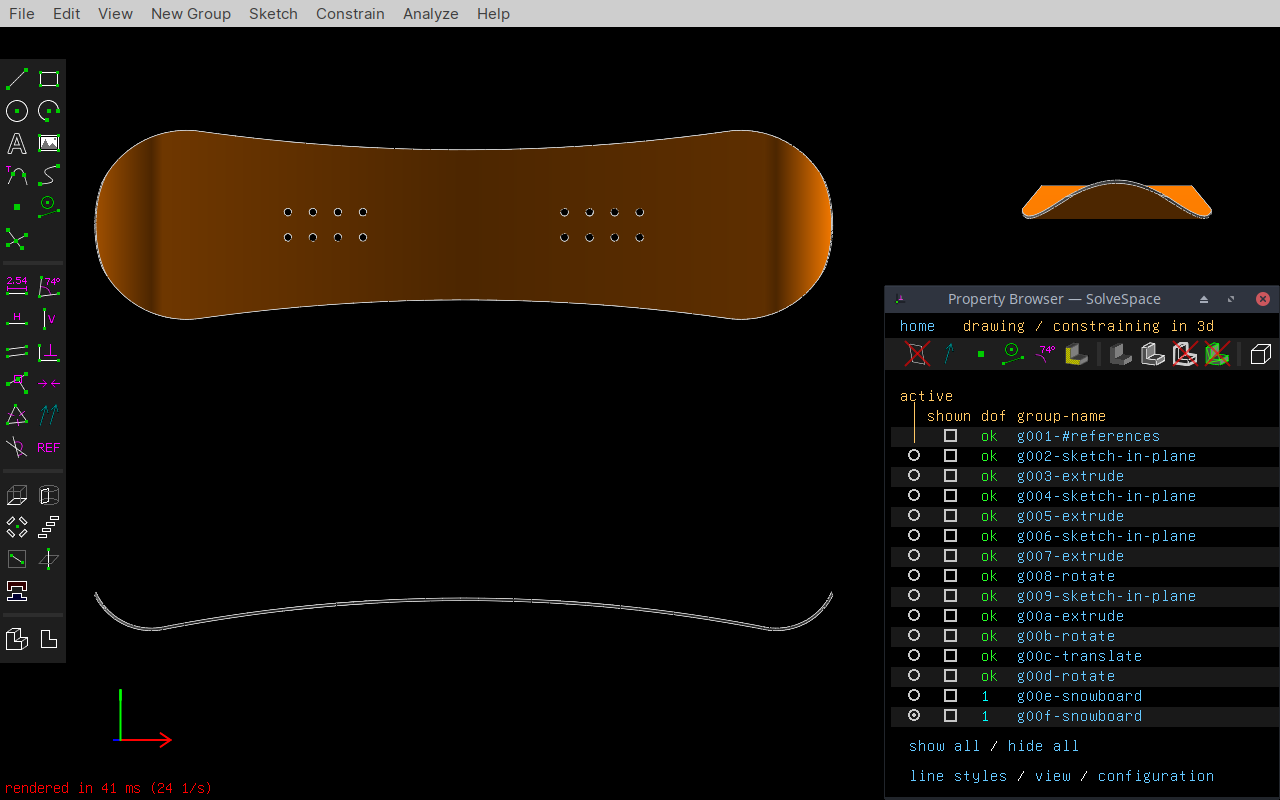 File Edit View New Group Sketch Constrain Analyze Help
T
2.54 74°
H V
REF
rendered in 41 ms (24 1/s)
Property Browser — SolveSpace
home drawing / constraining in 3d
74°
active
shown dof group-name
ok g001-#references
ok g002-sketch-in-plane
ok g003-extrude
ok g004-sketch-in-plane
ok g005-extrude
ok g006-sketch-in-plane
ok g007-extrude
ok g008-rotate
ok g009-sketch-in-plane
ok g00a-extrude
ok g00b-rotate
ok g00c-translate
ok g00d-rotate
1 g00e-snowboard
1 g00f-snowboard
show all / hide all
line styles / view / configuration